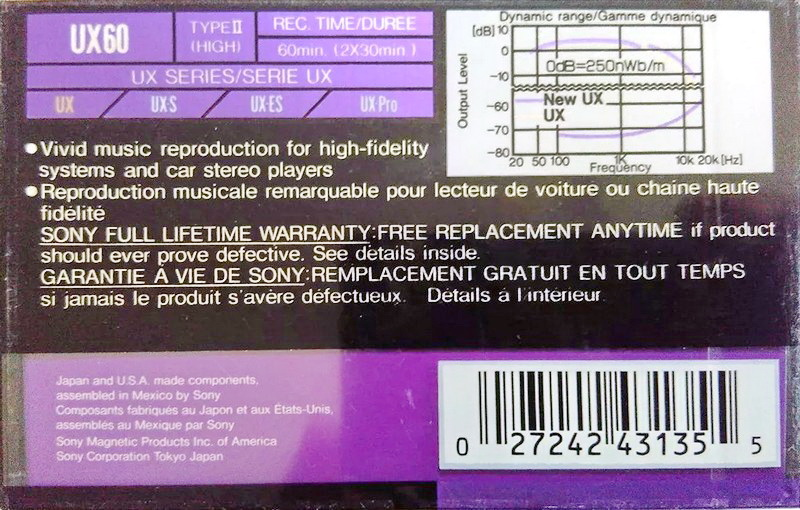 UX60
TYPE II
(HIGH)
REC. TIME/DUREE
60min. (2X30min.)
UX SERIES/SERIE UX
UX
UX·S
UX·ES
UX·Pro
Dynamic range/Gamme dynamique
[dB] 10
0
-10
-60
-70
-80
Output Level
0dB=250nWb/m
New UX
UX
20 50 100 1K 10k 20k [Hz]
Frequency
•Vivid music reproduction for high-fidelity
systems and car stereo players
•Reproduction musicale remarquable pour lecteur de voiture ou chaine haute
fidélité
SONY FULL LIFETIME WARRANTY:FREE REPLACEMENT ANYTIME if product
should ever prove defective. See details inside.
GARANTIE À VIE DE SONY:REMPLACEMENT GRATUIT EN TOUT TEMPS
si jamais le produit s'avère défectueux. Détails à l'intérieur.
Japan and U.S.A. made components,
assembled in Mexico by Sony
Composants fabriqués au Japon et aux États-Unis,
assemblés au Mexique par Sony
Sony Magnetic Products Inc. of America
Sony Corporation Tokyo Japan
0 27242 43135 5